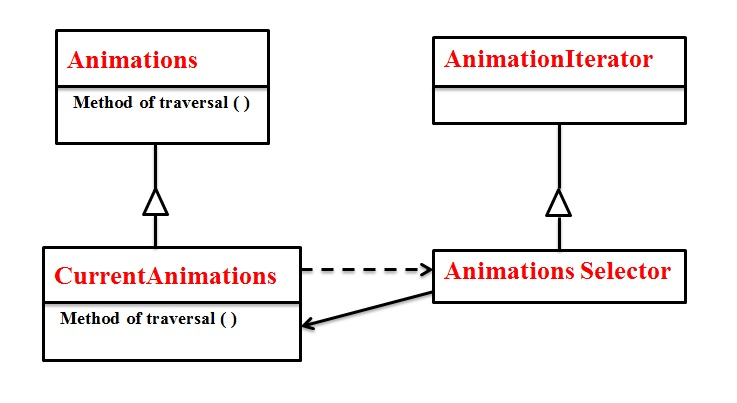 Animations
Method of traversal ( )
AnimationIterator
CurrentAnimations
Method of traversal ( )
Animations Selector